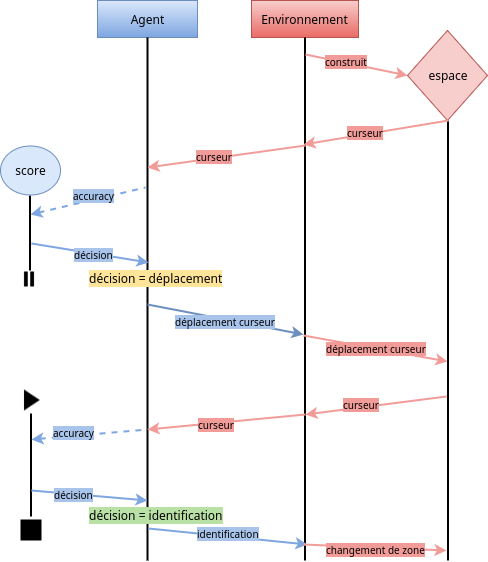 Agent
Environnement
construit
espace
curseur
curseur
score
accuracy
décision
décision = déplacement
déplacement curseur
déplacement curseur
curseur
curseur
accuracy
décision
décision = identification
identification
changement de zone